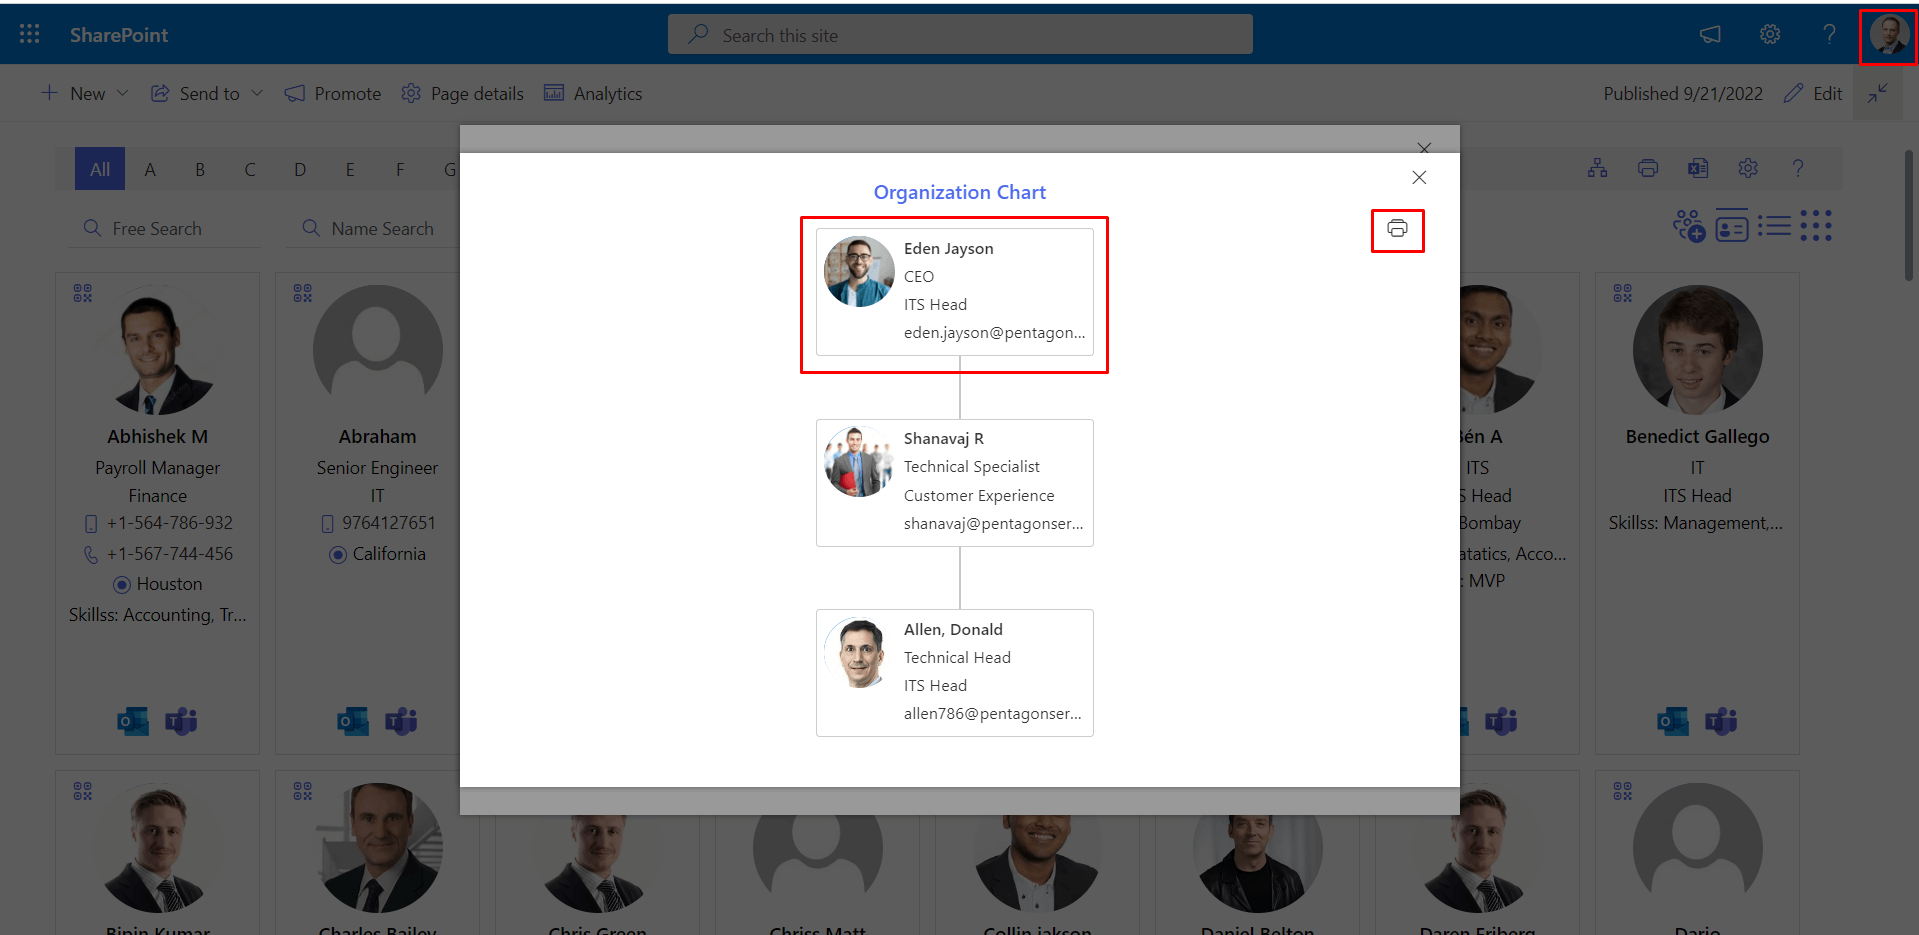 SharePoint
Search this site
?
New
Send to
Promote
Page details
Analytics
Published 9/21/2022
Edit
All A B C D E F G
?
Free Search
Name Search
Organization Chart
Eden Jayson
CEO
ITS Head
eden.jayson@pentagon...
Shanavaj R
Technical Specialist
Customer Experience
shanavaj@pentagonser...
Allen, Donald
Technical Head
ITS Head
allen786@pentagonser...
Abhishek M
Payroll Manager
Finance
+1-564-786-932
+1-567-744-456
Houston
Skillss: Accounting, Tr...
Abraham
Senior Engineer
IT
9764127651
California
Bén A
ITS
S Head
Bombay
atatics, Acco...
: MVP
Benedict Gallego
IT
ITS Head
Skillss: Management,...
Bipin Kumar
Charles Bailey
Chris Green
Chriss Matt
Collin jakson
Daniel Belton
Daren Friberg
Dario